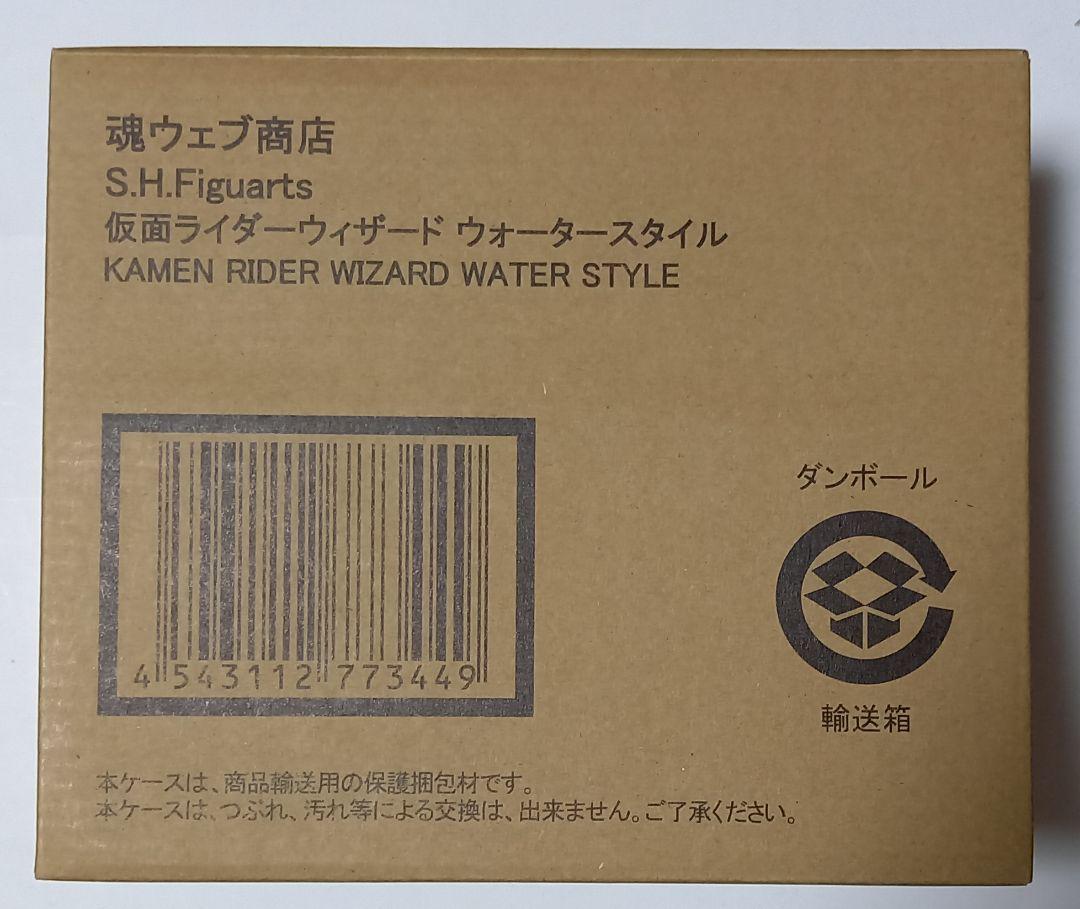 魂ウェブ商店
S.H.Figuarts
仮面ライダーウィザード ウォータースタイル
KAMEN RIDER WIZARD WATER STYLE
ダンボール
4 543112 773449
輸送箱
本ケースは、商品輸送用の保護梱包材です。
本ケースは、つぶれ、汚れ等による交換は、出来ません。ご了承ください。